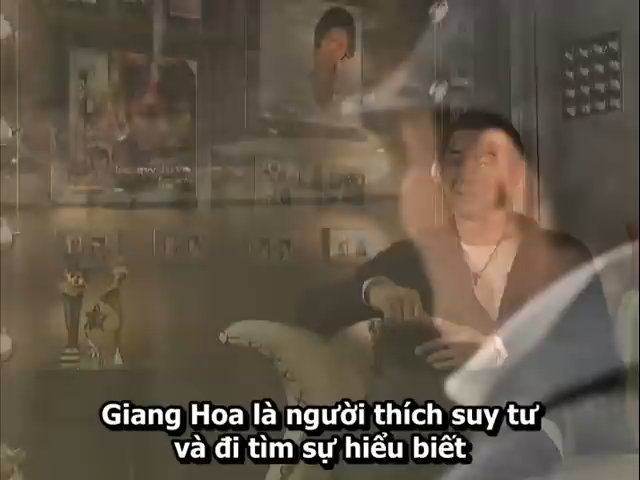 Giang Hoa là người thích suy tư
và đi tìm sự hiểu biết